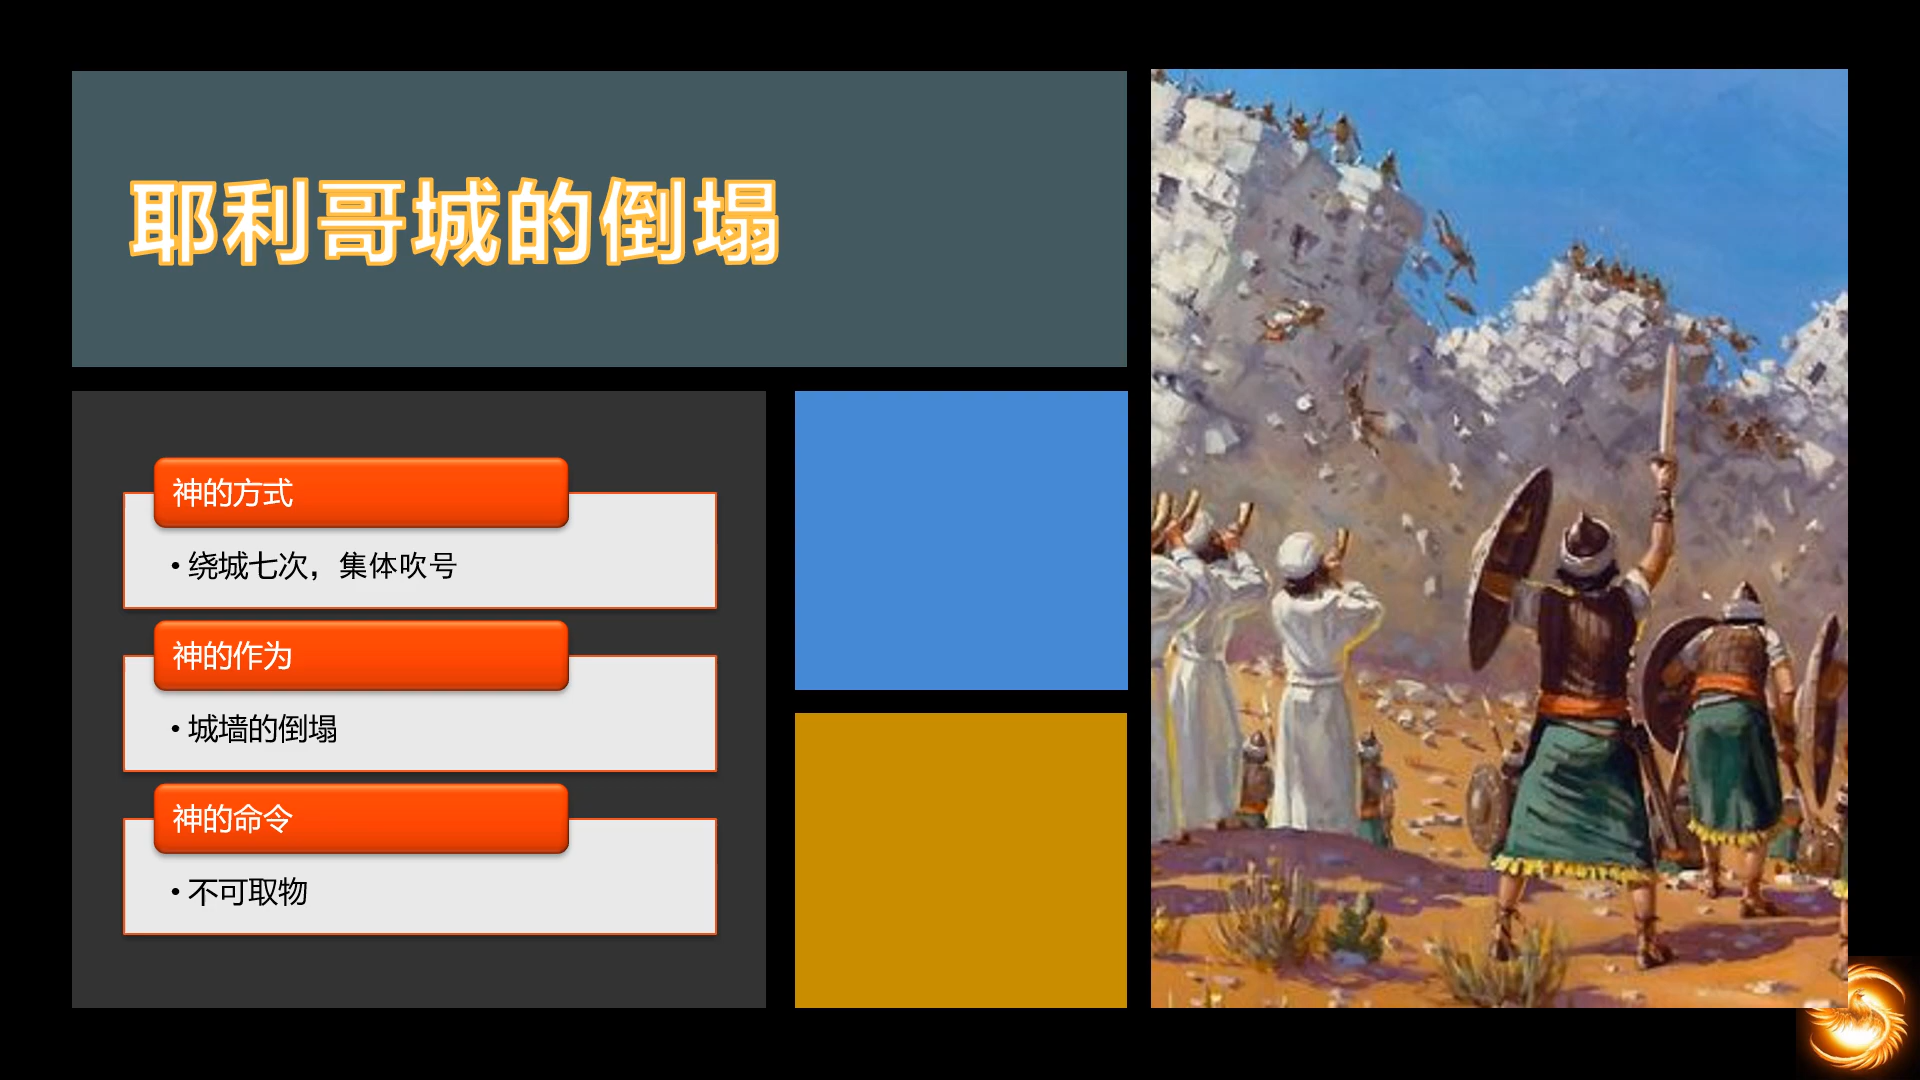 耶利哥城的倒塌
神的方式
• 绕城七次，集体吹号
神的作为
• 城墙的倒塌
神的命令
• 不可取物